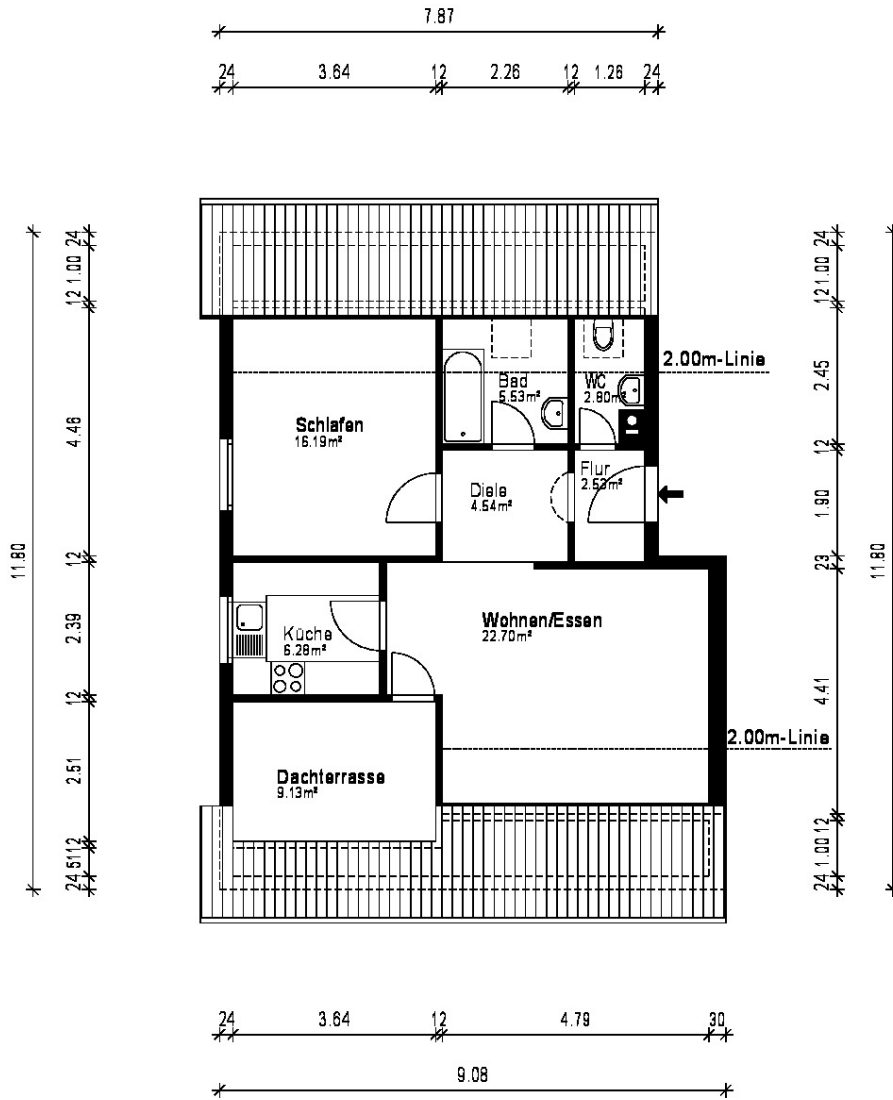 7.87
24 3.64 12 2.26 12 1.26 24
24
1.00
12
4.46
12
2.39
12
2.51
12
51
24
11.80
24
1.00
12
2.45
12
1.90
23
4.41
12
1.00
24
11.80
2.00m-Linie
Bad
5.53m²
WC
2.80m²
Schlafen
16.19m²
Diele
4.54m²
Flur
2.53m²
Wohnen/Essen
22.70m²
Küche
6.28m²
2.00m-Linie
Dachterrasse
9.13m²
24 3.64 12 4.79 30
9.08